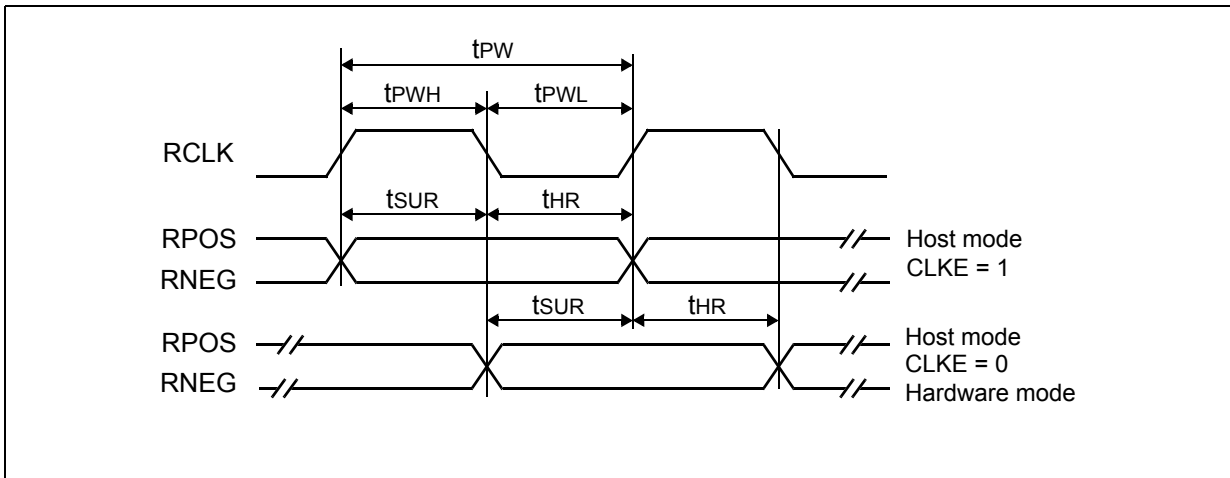 tPW
tPWH tPWL
RCLK
tSUR tHR
RPOS
RNEG
Host mode
CLKE = 1
tSUR tHR
RPOS
RNEG
Host mode
CLKE = 0
Hardware mode